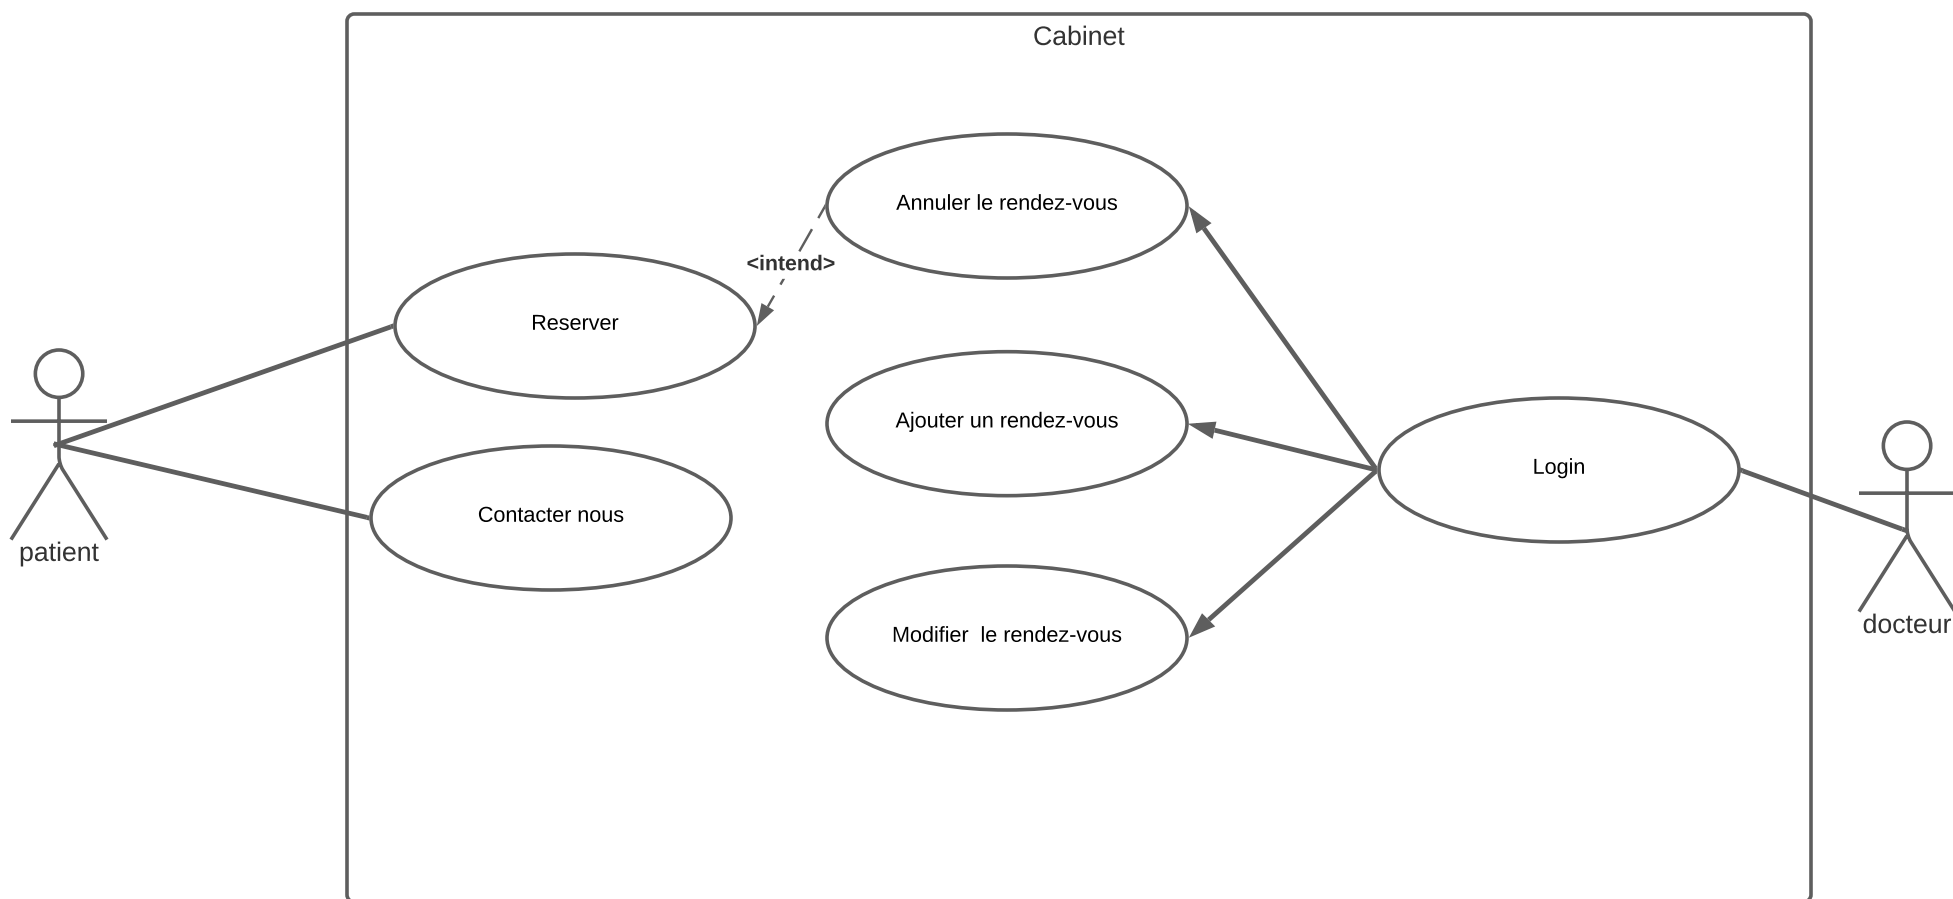 Cabinet
Annuler le rendez-vous
<intend>
Reserver
Ajouter un rendez-vous
Login
Contacter nous
patient
docteur
Modifier  le rendez-vous